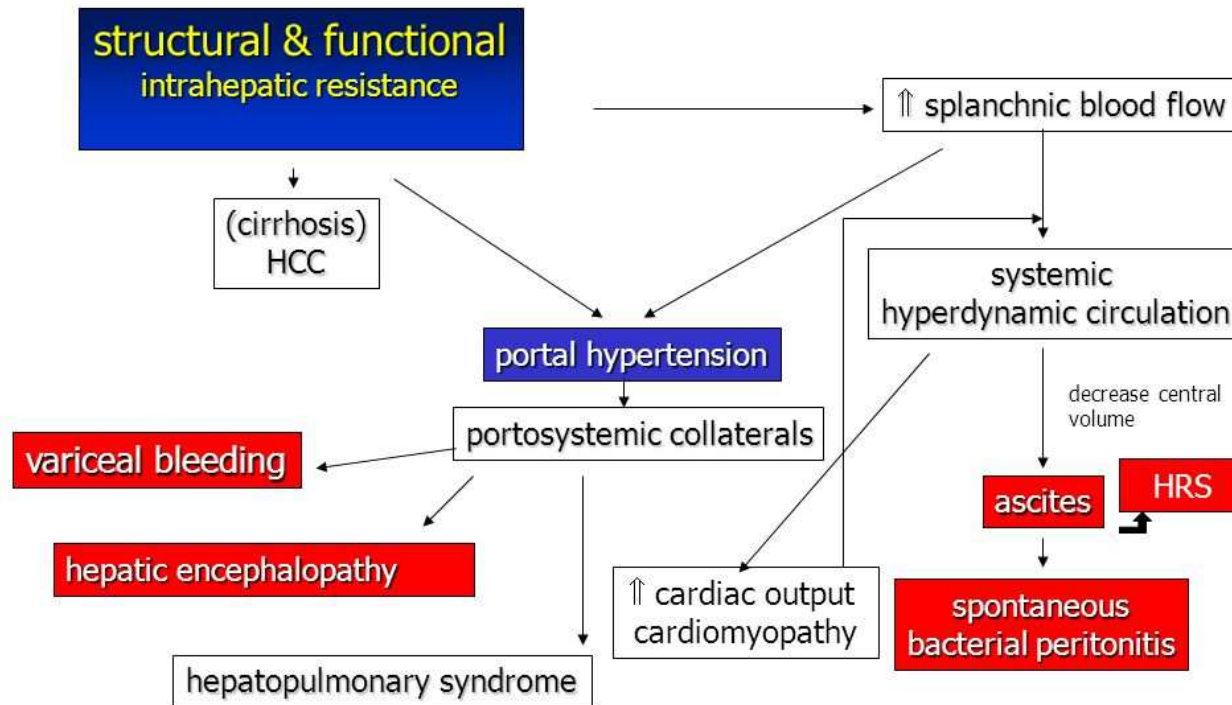 structural & functional
intrahepatic resistance
⇑ splanchnic blood flow
(cirrhosis)
HCC
systemic
hyperdynamic circulation
portal hypertension
decrease central
volume
portosystemic collaterals
variceal bleeding
HRS
ascites
hepatic encephalopathy
⇑ cardiac output
cardiomyopathy
spontaneous
bacterial peritonitis
hepatopulmonary syndrome